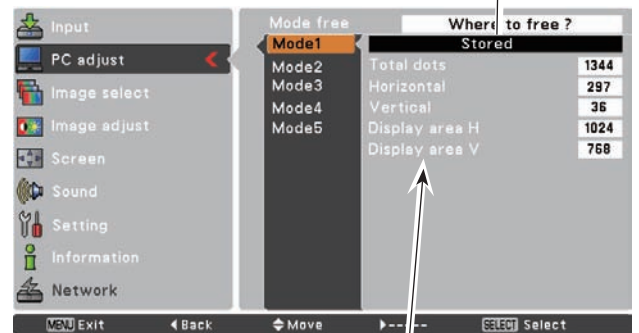 Input
PC adjust
Image select
Image adjust
Screen
Sound
Setting
Information
Network
Mode free
Where to free ?
Mode1
Mode2
Mode3
Mode4
Mode5
Stored
Total dots 1344
Horizontal 297
Vertical 36
Display area H 1024
Display area V 768
MENU Exit Back Move ----- SELECT Select